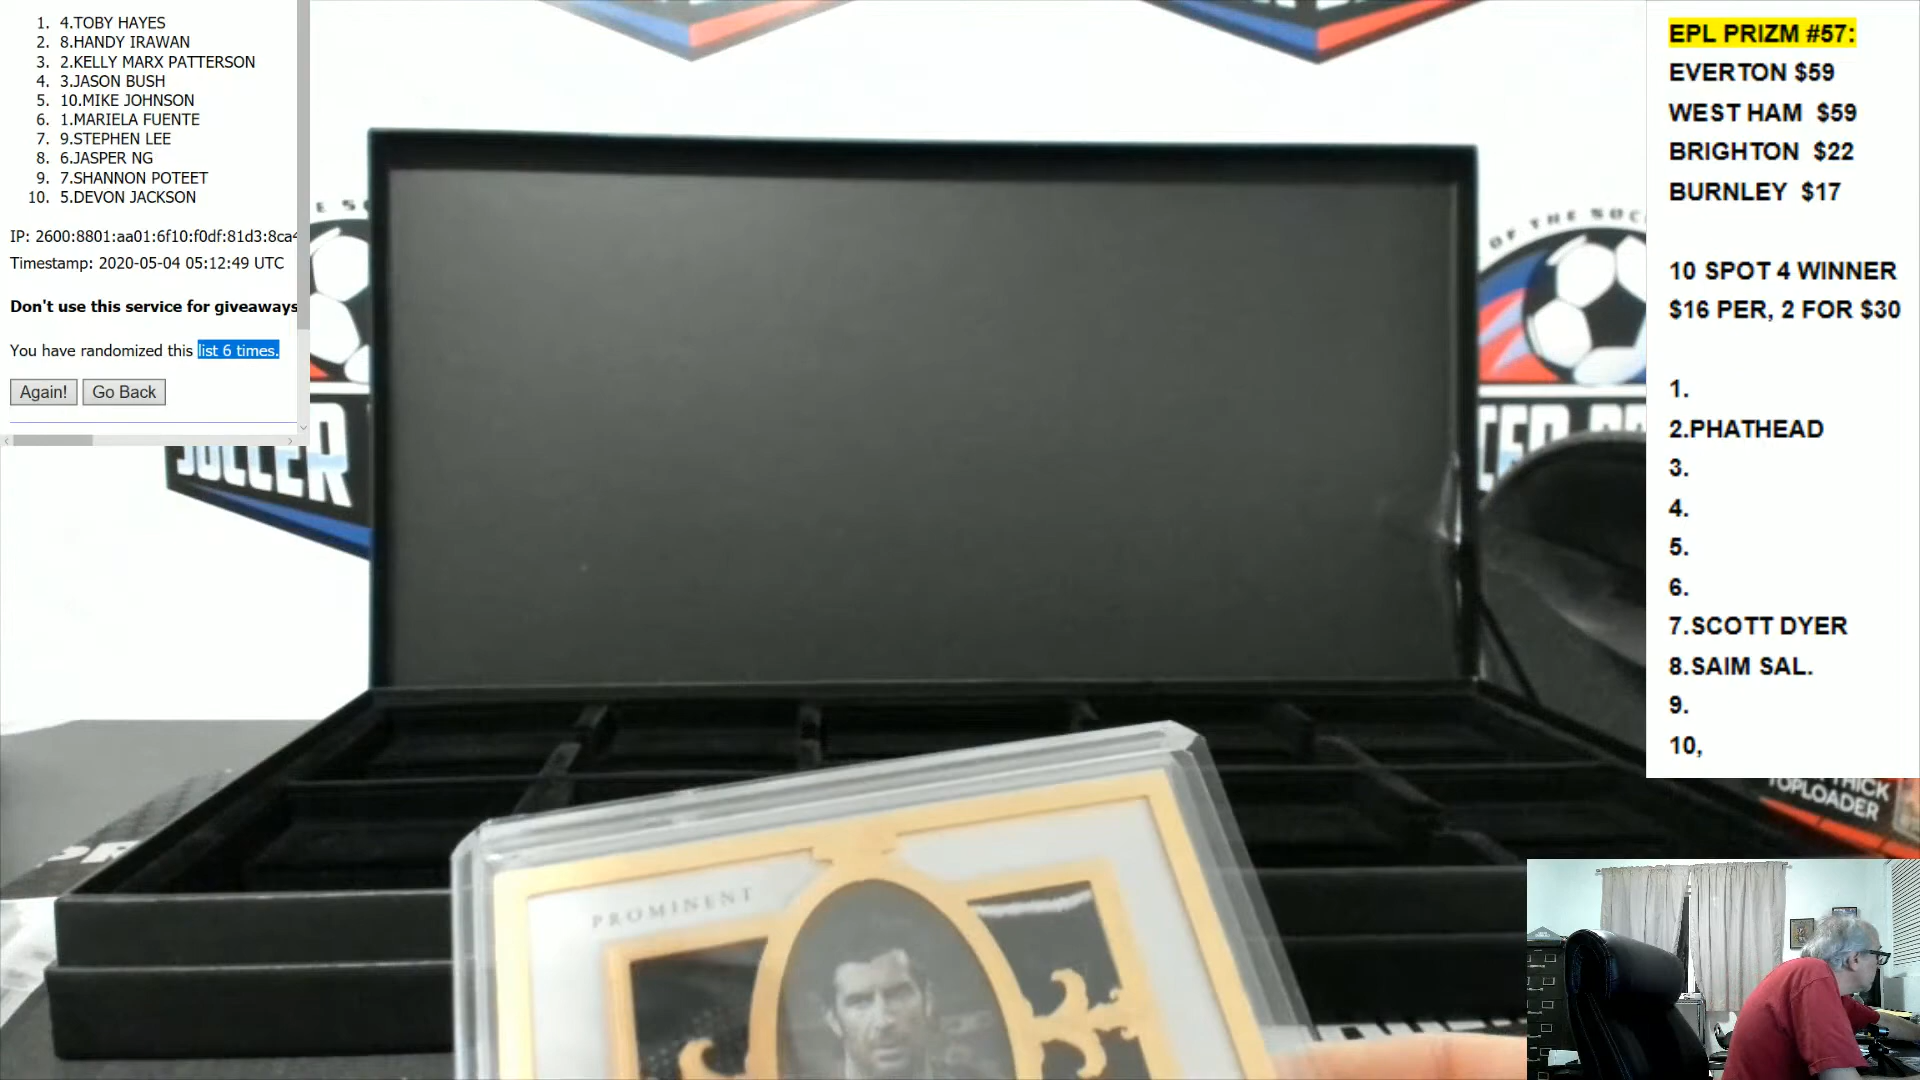 1. 4.TOBY HAYES
2. 8.HANDY IRAWAN
3. 2.KELLY MARX PATTERSON
4. 3.JASON BUSH
5. 10.MIKE JOHNSON
6. 1.MARIELA FUENTE
7. 9.STEPHEN LEE
8. 6.JASPER NG
9. 7.SHANNON POTEET
10. 5.DEVON JACKSON
IP: 2600:8801:aa01:6f10:f0df:81d3:8ca4
Timestamp: 2020-05-04 05:12:49 UTC
Don't use this service for giveaways
You have randomized this list 6 times.
Again! Go Back
EPL PRIZM #57:
EVERTON $59
WEST HAM $59
BRIGHTON $22
BURNLEY $17
10 SPOT 4 WINNER
$16 PER, 2 FOR $30
1.
2.PHATHEAD
3.
4.
5.
6.
7.SCOTT DYER
8.SAIM SAL.
9.
10,
OF THE SOC
SOCCER
THICK
TOPLOADER
PROMINENT